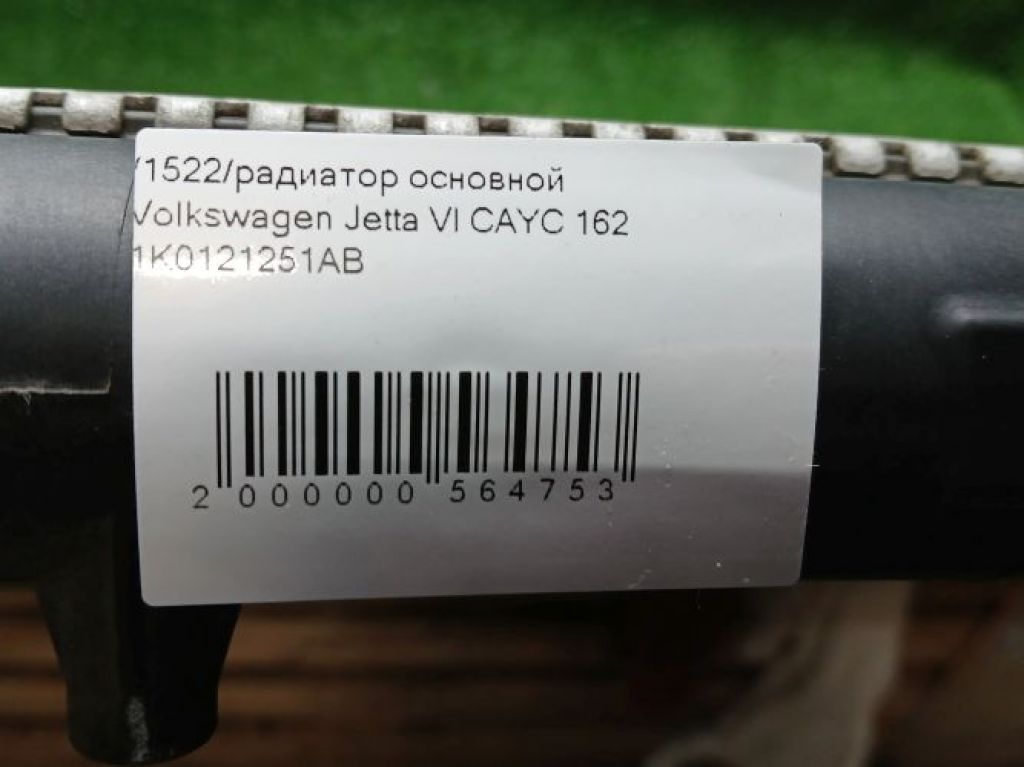 /1522/радиатор основной
Volkswagen Jetta VI CAYC 162
1K0121251AB
2 000000 564753